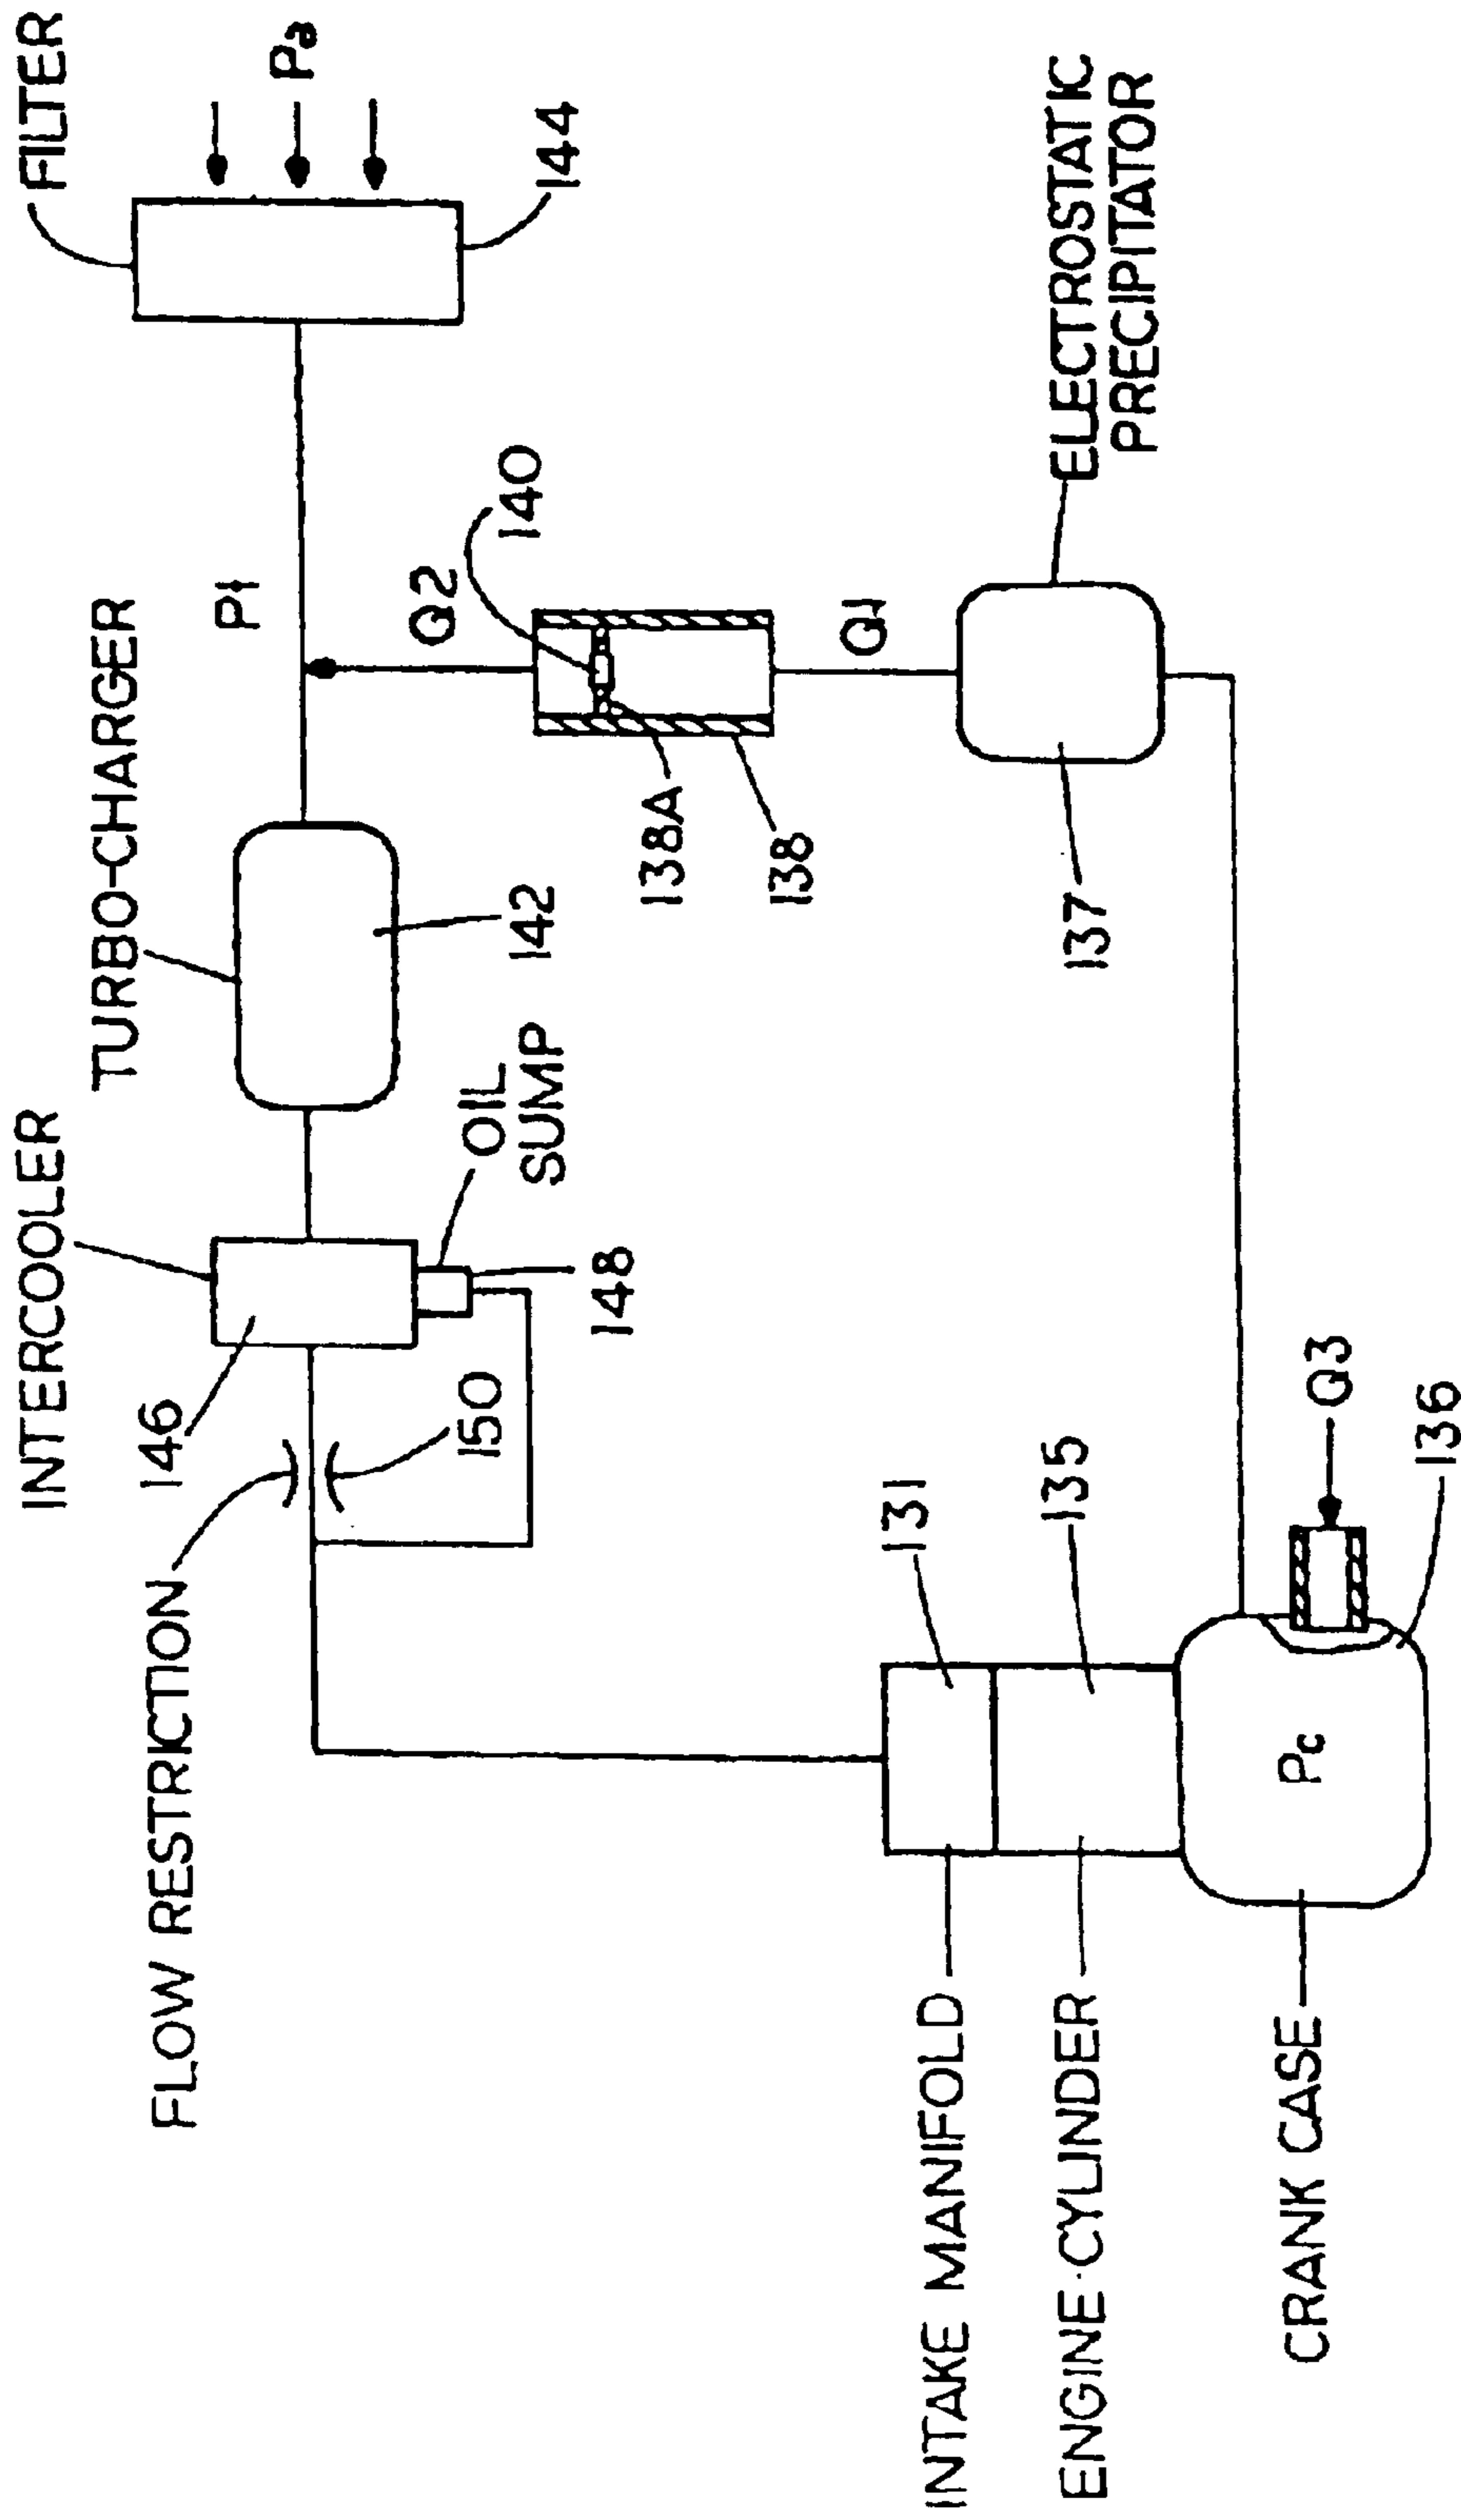 INTERCOOLER
TURBO-CHARGER
FILTER
146
P1
Pa
FLOW RESTRICTION
150
OIL
SUMP
142
Q2
140
144
148
138A
138
Q1
INTAKE MANIFOLD
131
ENGINE CYLINDER
135
137
ELECTROSTATIC
PRECIPITATOR
CRANK CASE
Pc
Q3
136